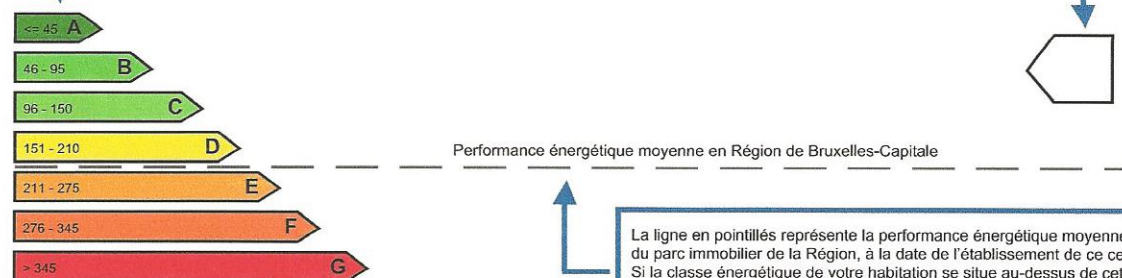 <= 45 A
46 - 95 B
96 - 150 C
151 - 210 D
Performance énergétique moyenne en Région de Bruxelles-Capitale
211 - 275 E
276 - 345 F
> 345 G
La ligne en pointillés représente la performance énergétique moyenne
du parc immobilier de la Région, à la date de l'établissement de ce
Si la classe énergétique de votre habitation se situe au-dessus de